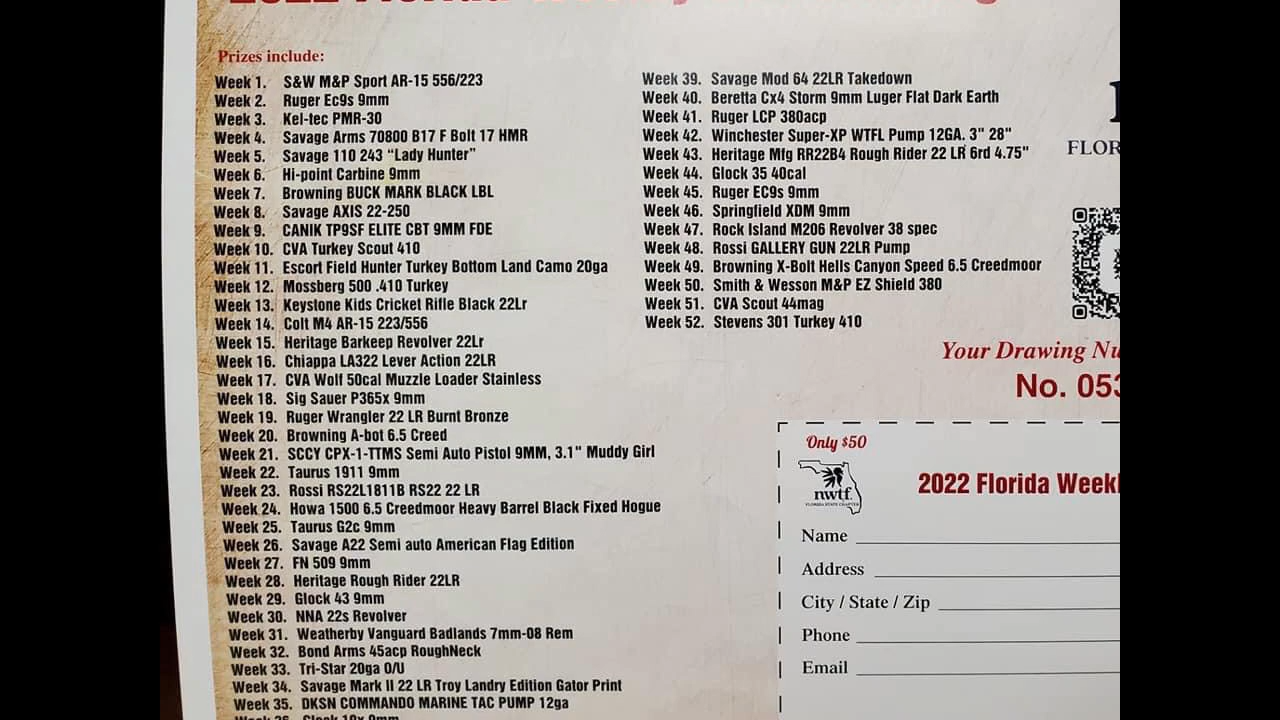 2022 Florida
Prizes include:
Week 1. S&W M&P Sport AR-15 556/223
Week 2. Ruger Ec9s 9mm
Week 3. Kel-tec PMR-30
Week 4. Savage Arms 70800 B17 F Bolt 17 HMR
Week 5. Savage 110 243 “Lady Hunter”
Week 6. Hi-point Carbine 9mm
Week 7. Browning BUCK MARK BLACK LBL
Week 8. Savage AXIS 22-250
Week 9. CANIK TP9SF ELITE CBT 9MM FDE
Week 10. CVA Turkey Scout 410
Week 11. Escort Field Hunter Turkey Bottom Land Camo 20ga
Week 12. Mossberg 500 .410 Turkey
Week 13. Keystone Kids Cricket Rifle Black 22Lr
Week 14. Colt M4 AR-15 223/556
Week 15. Heritage Barkeep Revolver 22Lr
Week 16. Chiappa LA322 Lever Action 22LR
Week 17. CVA Wolf 50cal Muzzle Loader Stainless
Week 18. Sig Sauer P365x 9mm
Week 19. Ruger Wrangler 22 LR Burnt Bronze
Week 20. Browning A-bot 6.5 Creed
Week 21. SCCY CPX-1-TTMS Semi Auto Pistol 9MM, 3.1" Muddy Girl
Week 22. Taurus 1911 9mm
Week 23. Rossi RS22L1811B RS22 22 LR
Week 24. Howa 1500 6.5 Creedmoor Heavy Barrel Black Fixed Hogue
Week 25. Taurus G2c 9mm
Week 26. Savage A22 Semi auto American Flag Edition
Week 27. FN 509 9mm
Week 28. Heritage Rough Rider 22LR
Week 29. Glock 43 9mm
Week 30. NNA 22s Revolver
Week 31. Weatherby Vanguard Badlands 7mm-08 Rem
Week 32. Bond Arms 45acp RoughNeck
Week 33. Tri-Star 20ga O/U
Week 34. Savage Mark II 22 LR Troy Landry Edition Gator Print
Week 35. DKSN COMMANDO MARINE TAC PUMP 12ga
Week 36. Glock 19x 9mm
Week 39. Savage Mod 64 22LR Takedown
Week 40. Beretta Cx4 Storm 9mm Luger Flat Dark Earth
Week 41. Ruger LCP 380acp
Week 42. Winchester Super-XP WTFL Pump 12GA. 3" 28"
Week 43. Heritage Mfg RR22B4 Rough Rider 22 LR 6rd 4.75"
Week 44. Glock 35 40cal
Week 45. Ruger EC9s 9mm
Week 46. Springfield XDM 9mm
Week 47. Rock Island M206 Revolver 38 spec
Week 48. Rossi GALLERY GUN 22LR Pump
Week 49. Browning X-Bolt Hells Canyon Speed 6.5 Creedmoor
Week 50. Smith & Wesson M&P EZ Shield 380
Week 51. CVA Scout 44mag
Week 52. Stevens 301 Turkey 410
FLOR
Your Drawing Nu
No. 053
Only $50
nwtf
FLORIDA STATE CHAPTER
2022 Florida Weekl
Name
Address
City / State / Zip
Phone
Email